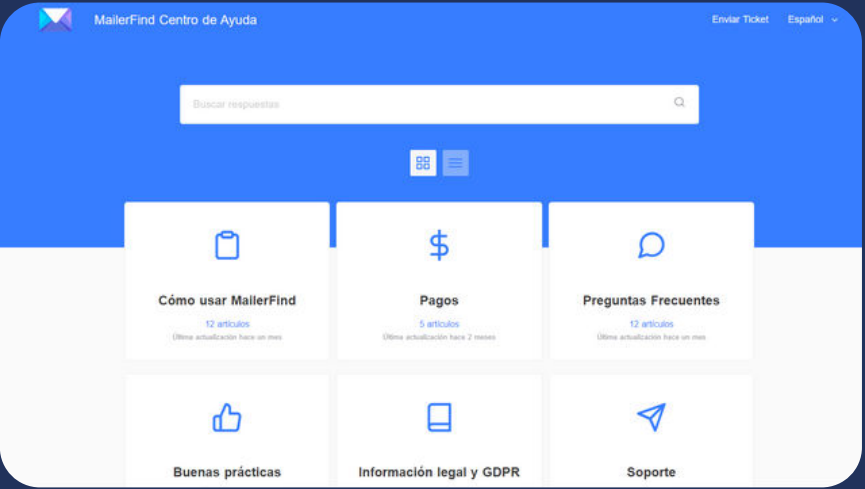 MailerFind Centro de Ayuda
Enviar Ticket
Español
Buscar respuestas
Cómo usar MailerFind
12 artículos
Última actualización hace un mes
Pagos
5 artículos
Última actualización hace 2 meses
Preguntas Frecuentes
12 artículos
Última actualización hace un mes
Buenas prácticas
Información legal y GDPR
Soporte